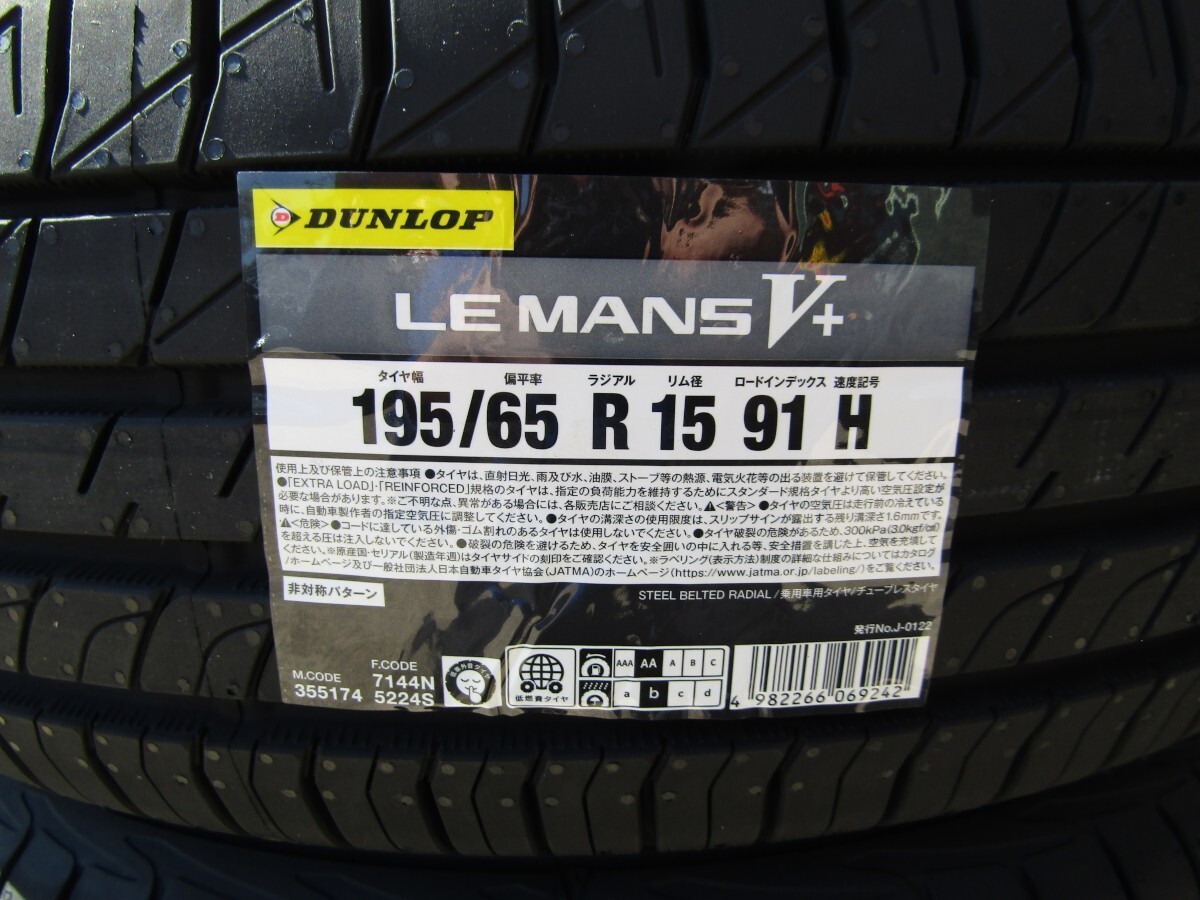 DUNLOP
LE MANS V+
タイヤ幅 偏平率 ラジアル リム径 ロードインデックス 速度記号
195/65 R 15 91 H
使用上及び保管上の注意事項 ●タイヤは、直射日光、雨及び水、油膜、ストーブ等の熱源、電気火花等の出る装置を避けて保管してください。
●「EXTRA LOAD」・「REINFORCED」規格のタイヤは、指定の負荷能力を維持するためにスタンダード規格タイヤより高い空気圧設定が
必要な場合があります。※ご不明な点、異常がある場合には、各販売店にご相談ください。⚠<警告> ●タイヤの空気圧は走行前の冷えている
時に、自動車製作者の指定空気圧に調整してください。●タイヤの溝深さの使用限度は、スリップサインが露出する残り溝深さ1.6mmです。
⚠<危険> ●コードに達している外傷・ゴム割れのあるタイヤは使用しないでください。●タイヤ破裂の危険があるため、300kPa(3.0kgf/c㎡)
を超える圧は注入しないでください。●破裂の危険を避けるため、タイヤを安全囲いの中に入れる等、安全措置を講じた上、空気を充填して
ください。※原産国・セリアル(製造年週)はタイヤサイドの刻印をご確認ください。※ラベリング(表示方法)制度の詳細な仕組みについてはカタログ
/ホームページ及び一般社団法人日本自動車タイヤ協会(JATMA)のホームページ(https://www.jatma.or.jp/labeling/)をご覧ください。
非対称パターン
STEEL BELTED RADIAL/乗用車用タイヤ/チューブレスタイヤ
発行No.J-0122
M.CODE F.CODE
355174 7144N
5224S
低車外音タイヤ
低燃費タイヤ
AAA AA A B C
a b c d
4 982266 069242